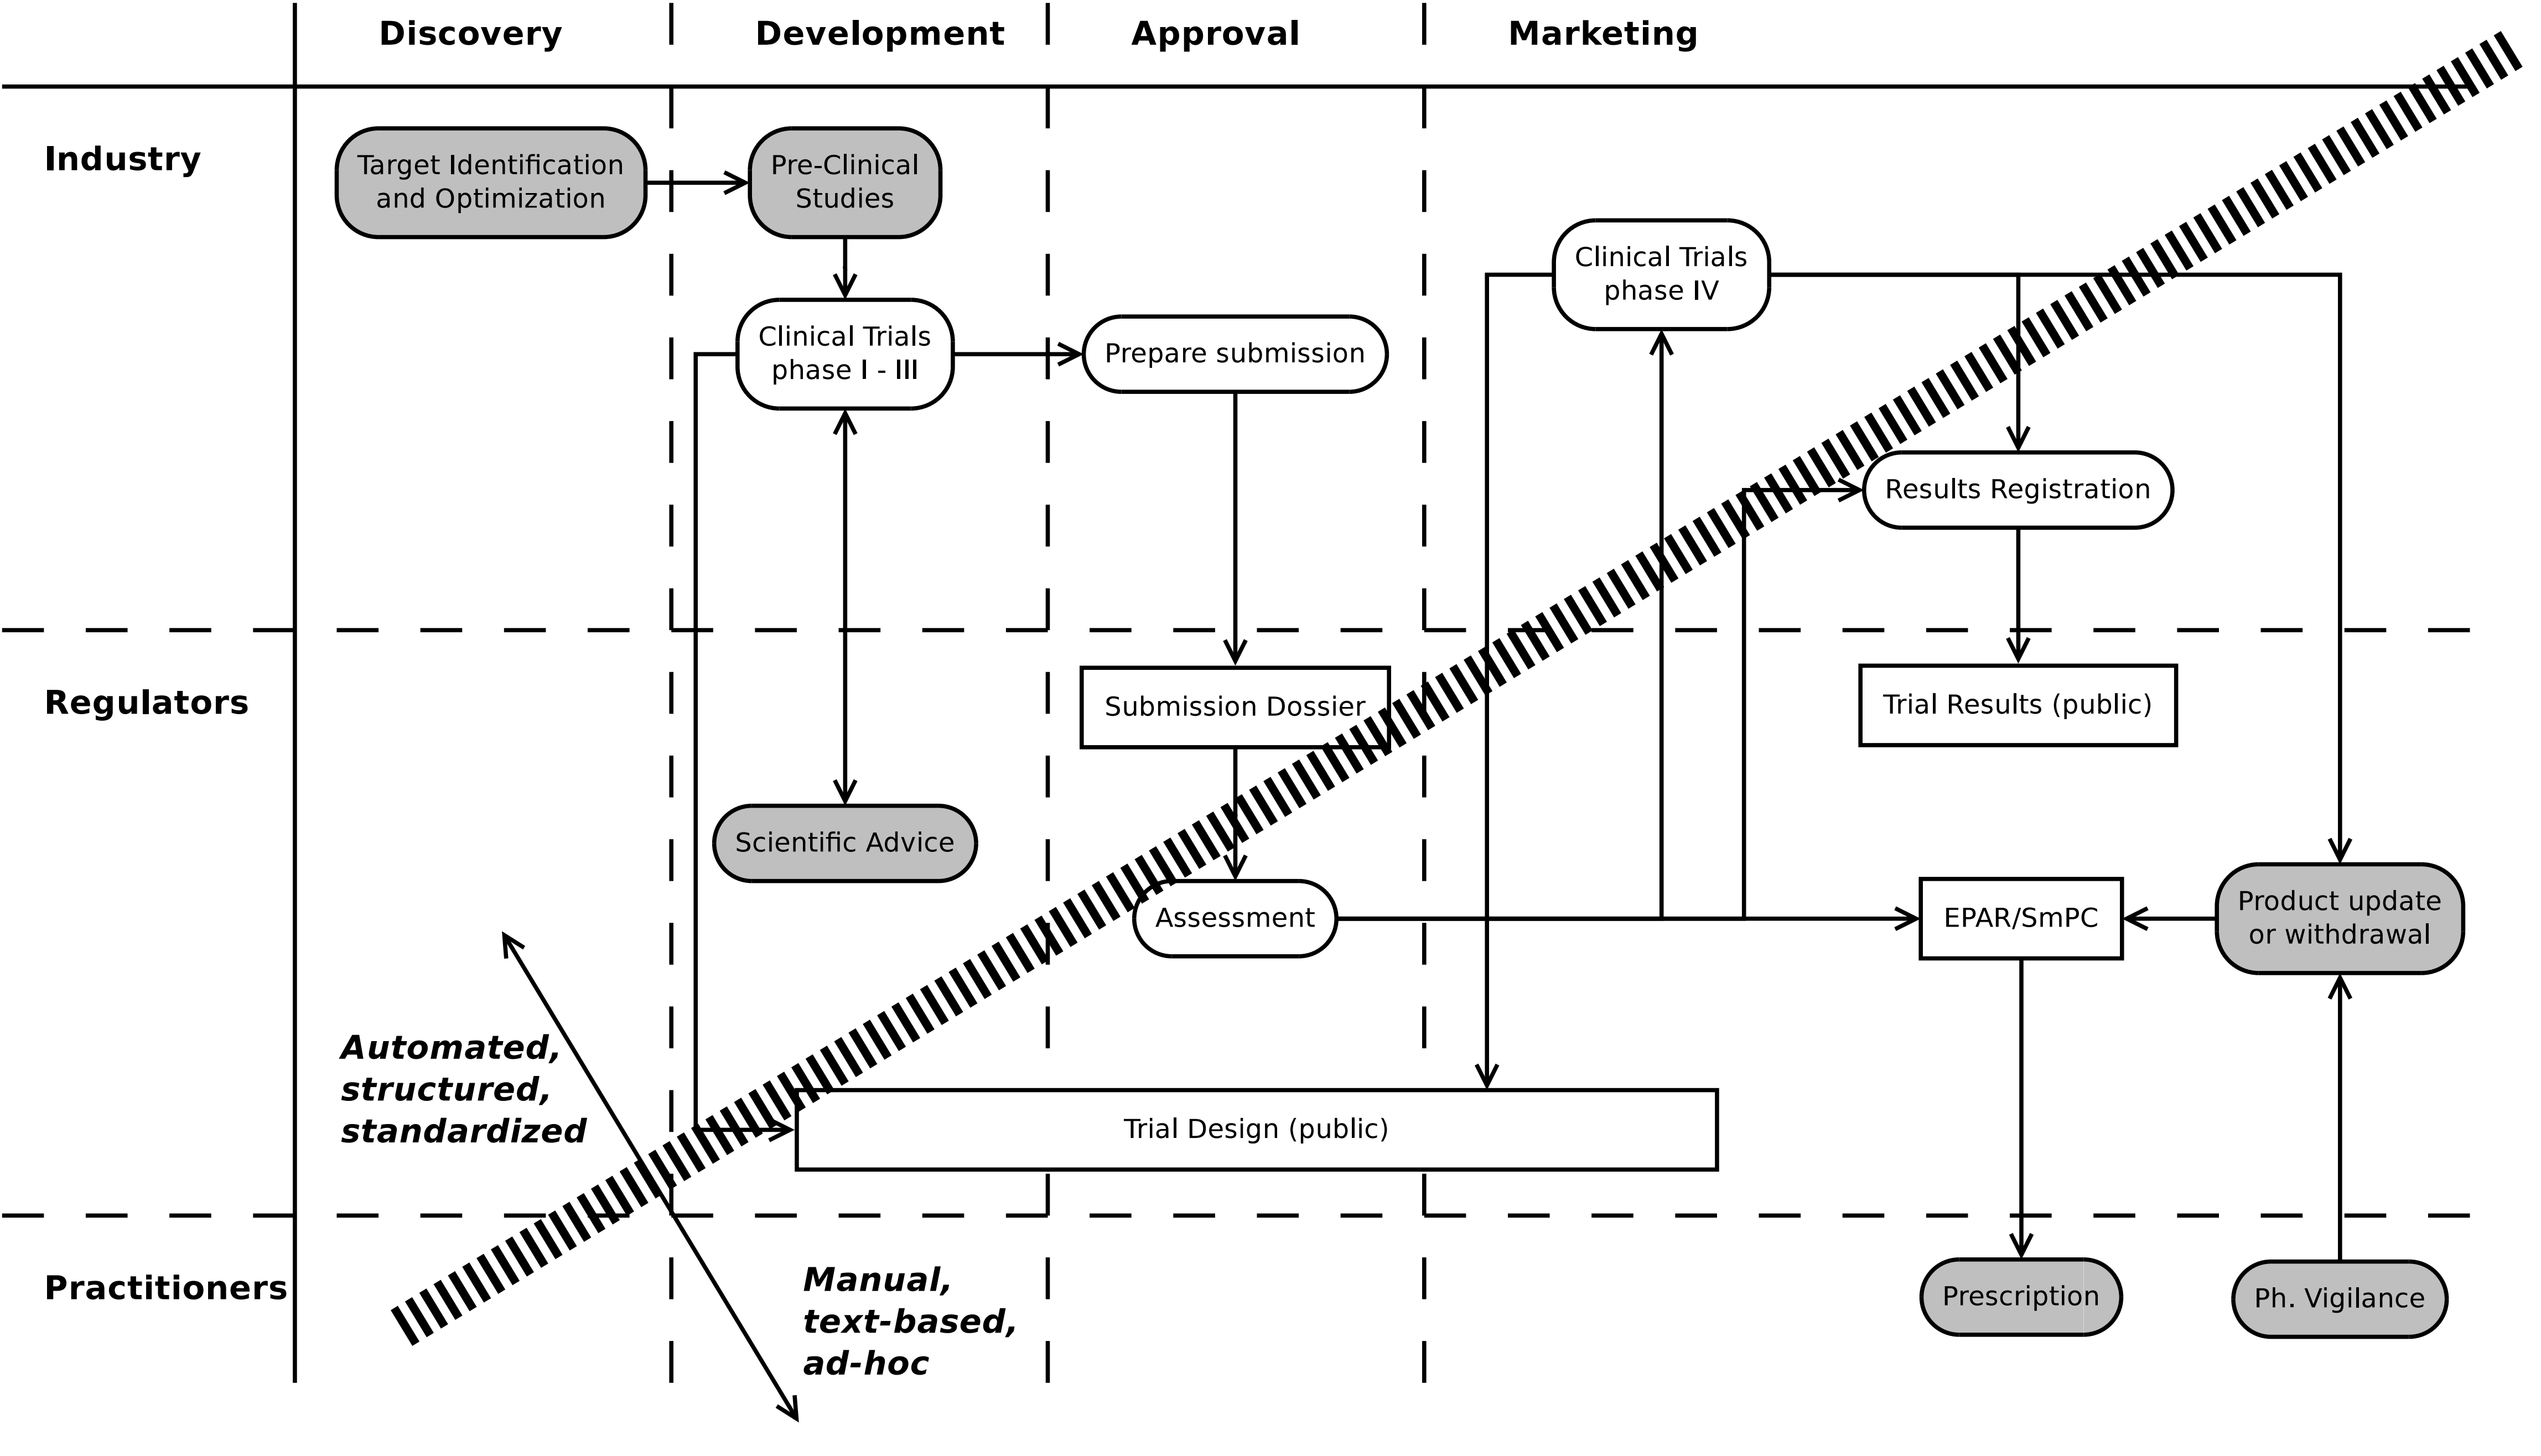 Discovery
Development
Approval
Marketing
Industry
Target Identification
and Optimization
Pre-Clinical
Studies
Clinical Trials
phase IV
Clinical Trials
phase I - III
Prepare submission
Results Registration
Regulators
Submission Dossier
Trial Results (public)
Scientific Advice
Assessment
EPAR/SmPC
Product update
or withdrawal
Automated,
structured,
standardized
Trial Design (public)
Practitioners
Manual,
text-based,
ad-hoc
Prescription
Ph. Vigilance